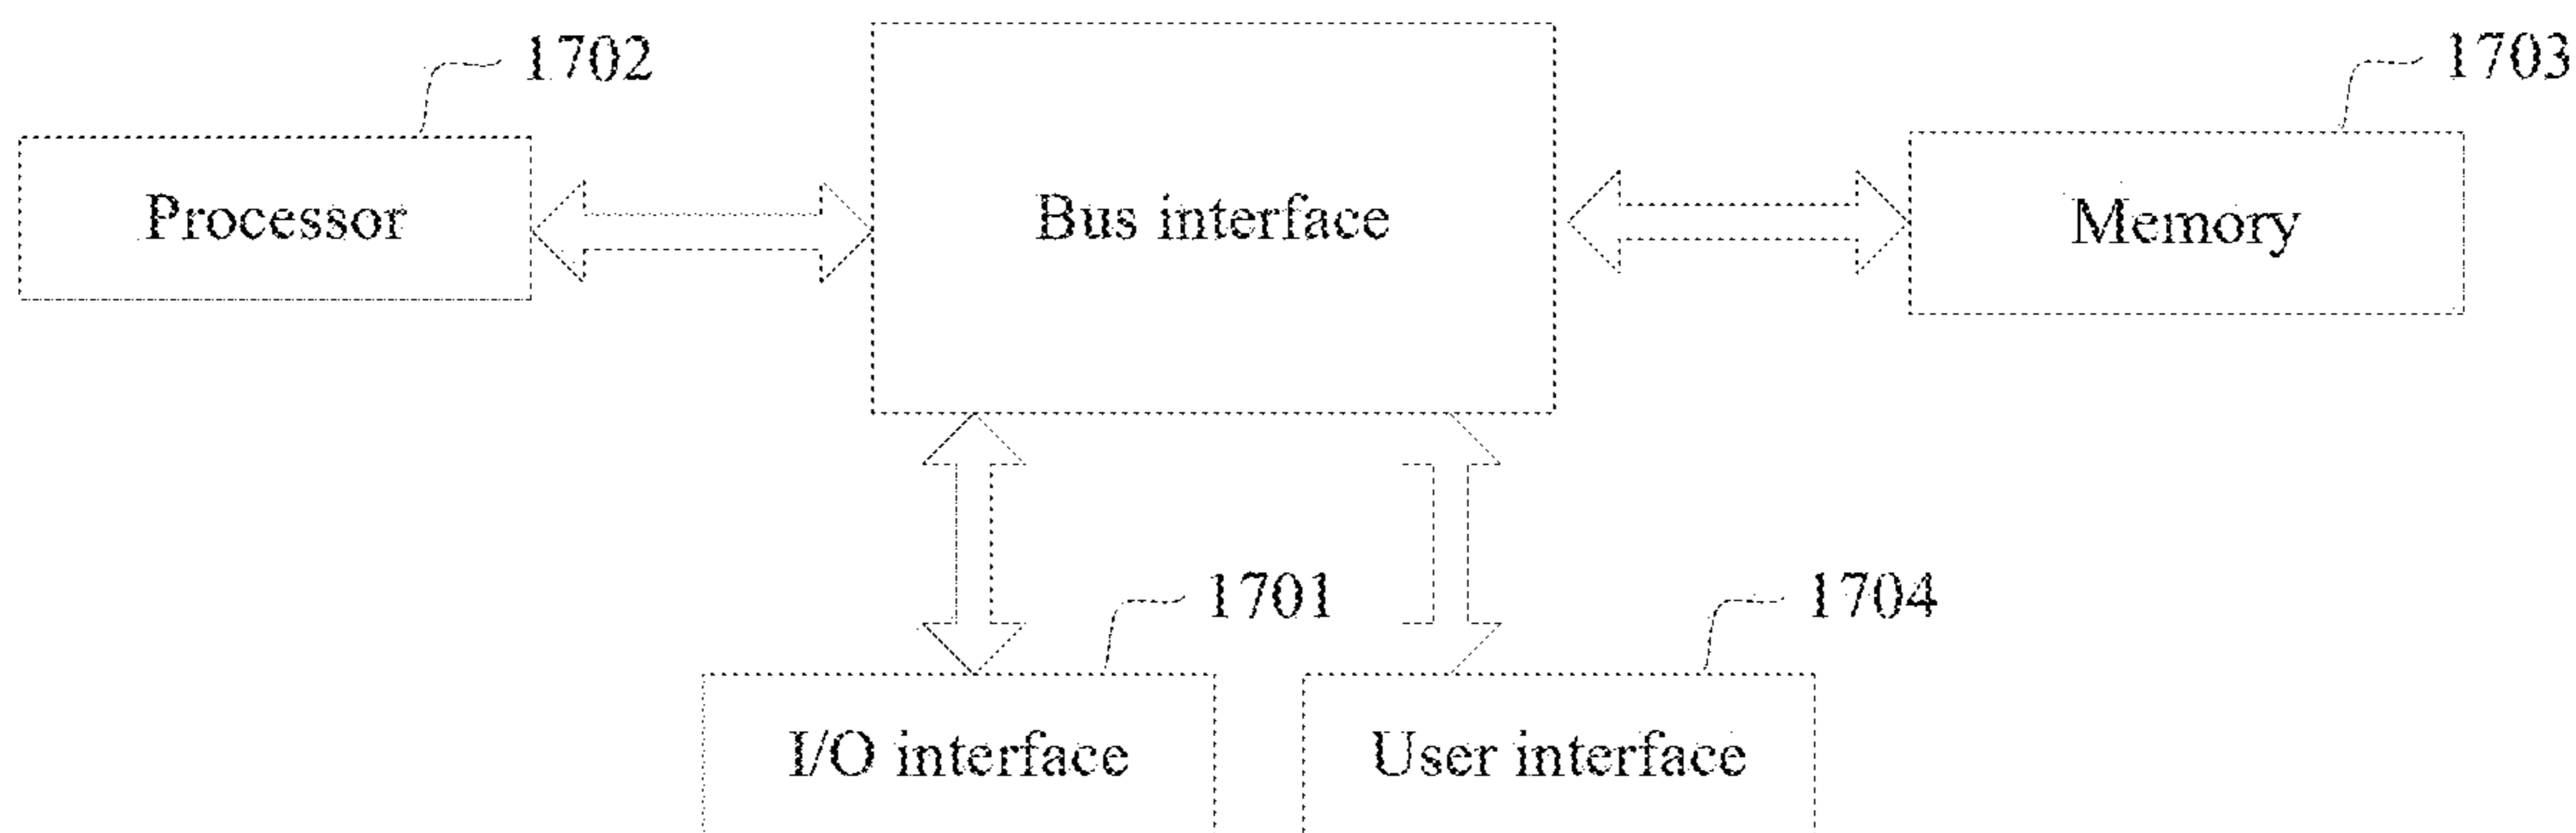 1702
1703
Processor
Bus interface
Memory
1701
1704
I/O interface
User interface